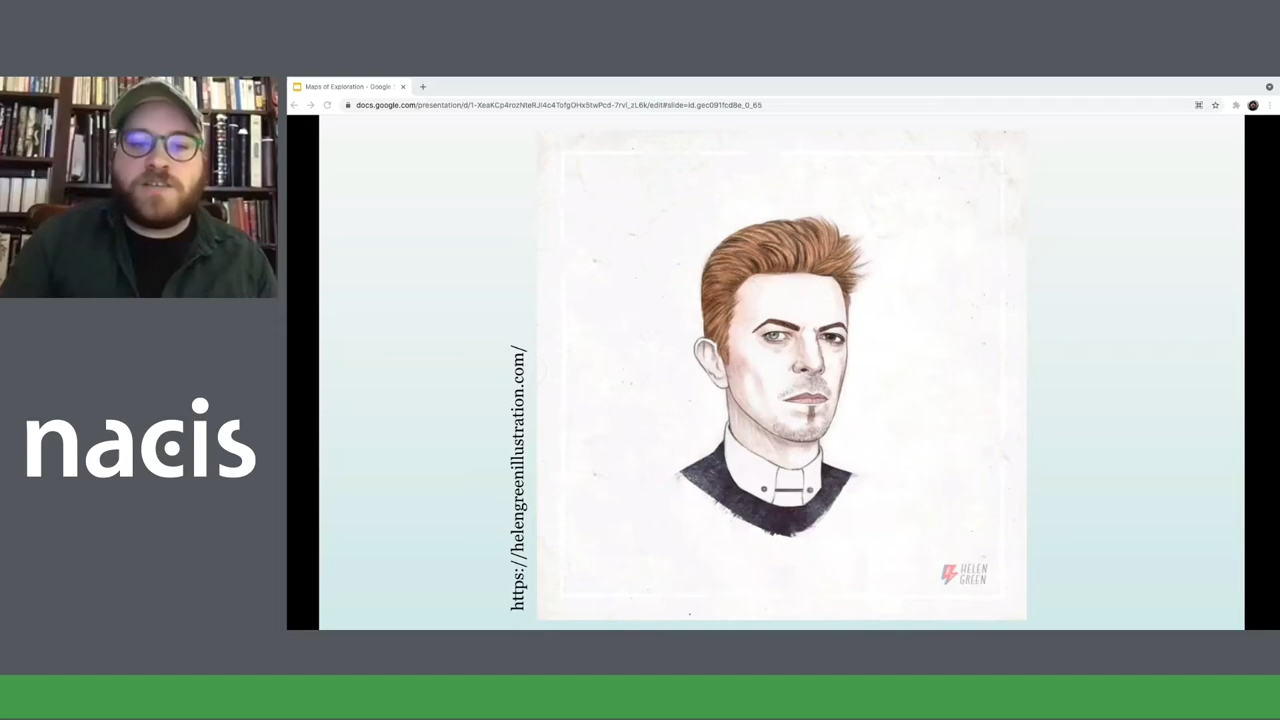 Maps of Exploration - Google
docs.google.com/presentation/d/1-XeaKCp4rozNteRJI4c4TofgOHx5twPcd-7rvl_zL6k/edit#slide=id.gec091fcd8e_0_65
nacis
https://helengreenillustration.com/
HELEN
GREEN